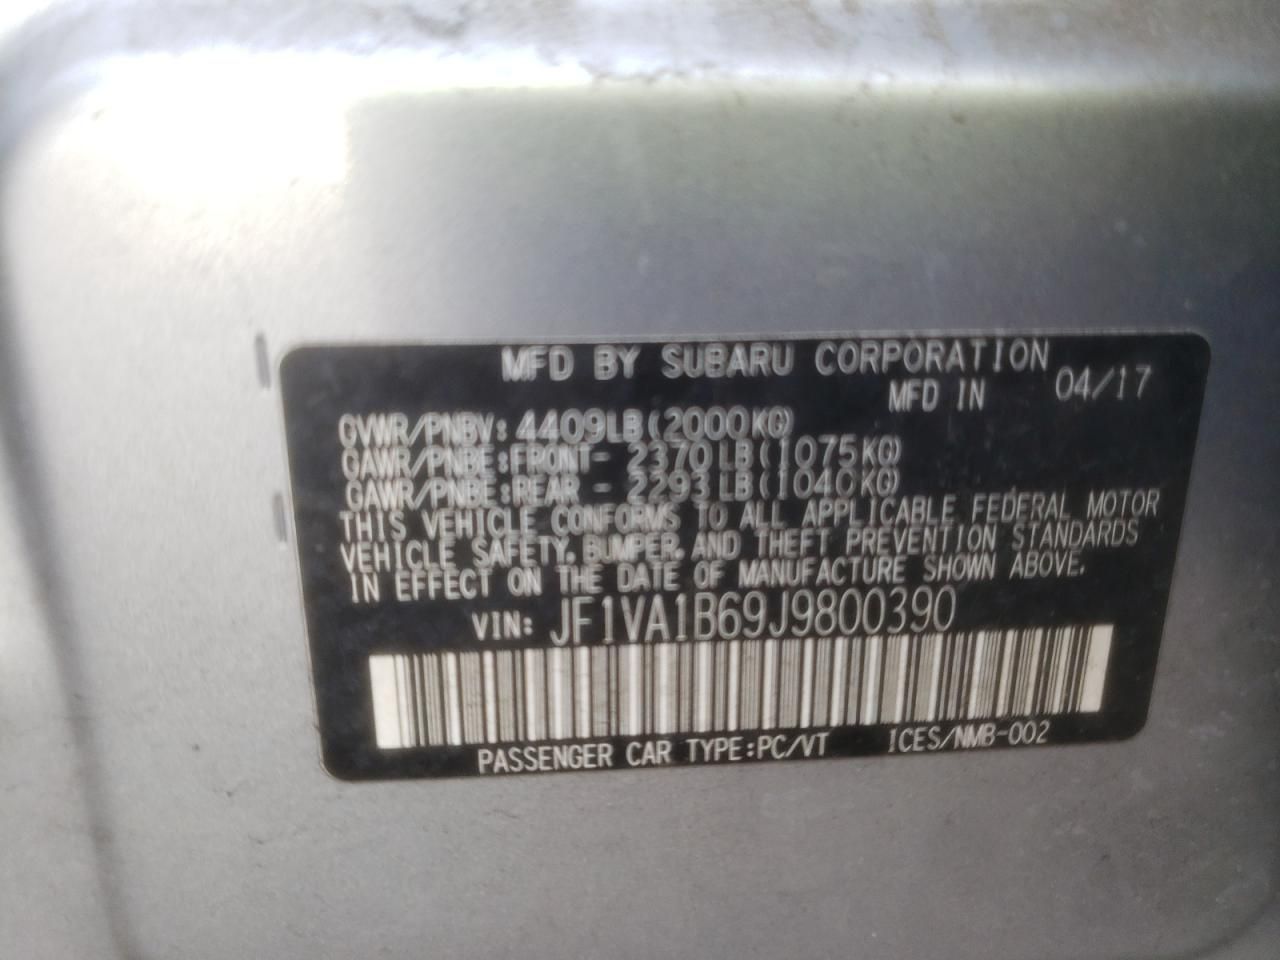 MFD BY SUBARU CORPORATION
MFD IN 04/17
GVWR/PNBV: 4409LB(2000KG)
GAWR/PNBE:FRONT- 2370LB(1075KG)
GAWR/PNBE:REAR - 2293LB(1040KG)
THIS VEHICLE CONFORMS TO ALL APPLICABLE FEDERAL MOTOR
VEHICLE SAFETY, BUMPER, AND THEFT PREVENTION STANDARDS
IN EFFECT ON THE DATE OF MANUFACTURE SHOWN ABOVE.
VIN: JF1VA1B69J9800390
PASSENGER CAR TYPE:PC/VT ICES/NMB-002